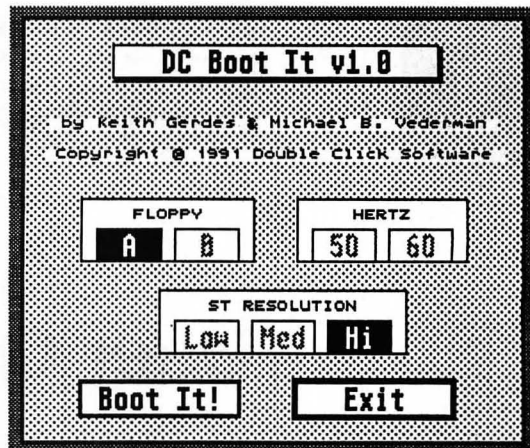 DC Boot It v1.0
by Keith Gerdes & Michael B. Vederman
Copyright © 1991 Double Click Software
FLOPPY HERTZ
A B 50 60
ST RESOLUTION
Low Med Hi
Boot It! Exit